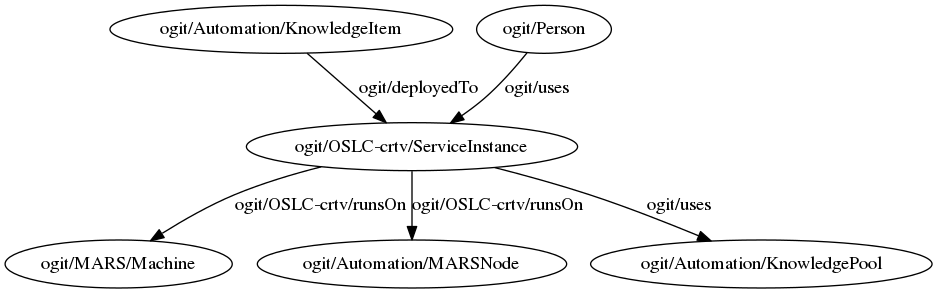 ogit/Automation/KnowledgeItem
ogit/Person
ogit/deployedTo
ogit/uses
ogit/OSLC-crtv/ServiceInstance
ogit/OSLC-crtv/runsOn
ogit/OSLC-crtv/runsOn
ogit/uses
ogit/MARS/Machine
ogit/Automation/MARSNode
ogit/Automation/KnowledgePool